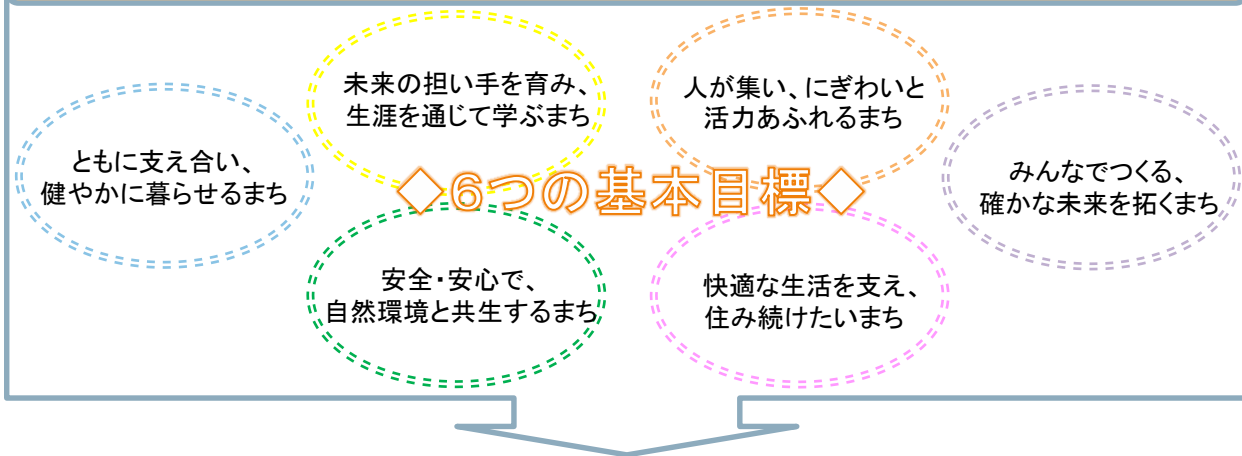 未来の担い手を育み、
生涯を通じて学ぶまち
人が集い、にぎわいと
活力あふれるまち
ともに支え合い、
健やかに暮らせるまち
みんなでつくる、
確かな未来を拓くまち
◇6つの基本目標◇
安全・安心で、
自然環境と共生するまち
快適な生活を支え、
住み続けたいまち